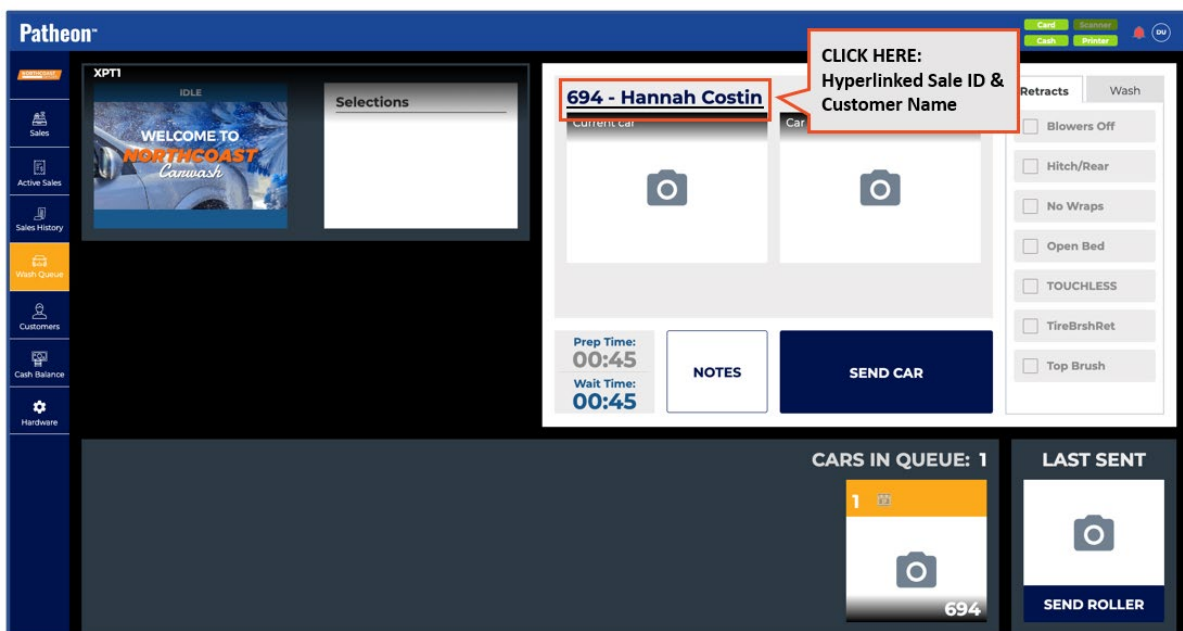 Patheon™
Card
Scanner
Cash
Printer
DU
CLICK HERE:
Hyperlinked Sale ID &
Customer Name
NORTHCOAST
Sales
Active Sales
Sales History
Wash Queue
Customers
Cash Balance
Hardware
XPT1
IDLE
WELCOME TO
NORTHCOAST
Carwash
Selections
694 - Hannah Costin
Current car
Car
Retracts
Wash
Blowers Off
Hitch/Rear
No Wraps
Open Bed
TOUCHLESS
TireBrshRet
Top Brush
Prep Time:
00:45
Wait Time:
00:45
NOTES
SEND CAR
CARS IN QUEUE: 1
1
694
LAST SENT
SEND ROLLER